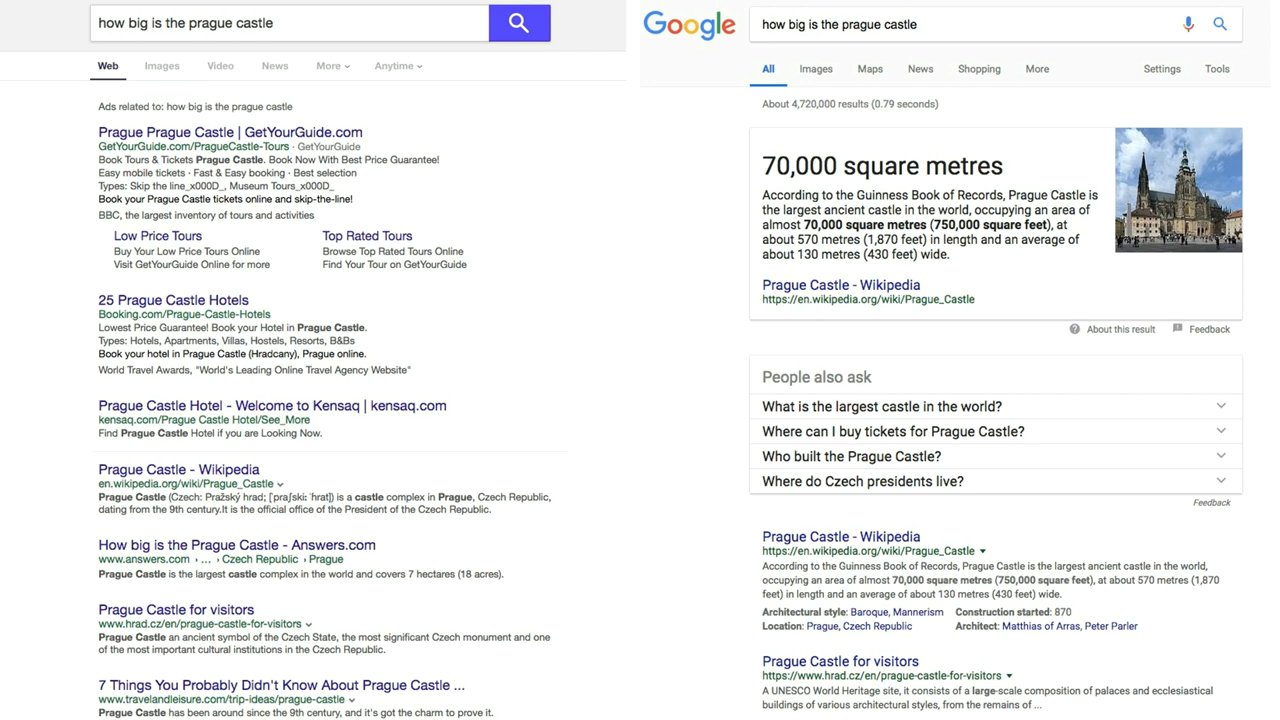 how big is the prague castle
Web Images Video News More Anytime
Ads related to: how big is the prague castle
Prague Prague Castle | GetYourGuide.com
GetYourGuide.com/PragueCastle-Tours · GetYourGuide
Book Tours & Tickets Prague Castle. Book Now With Best Price Guarantee!
Easy mobile tickets · Fast & Easy booking · Best selection
Types: Skip the line_x000D_, Museum Tours_x000D_
Book your Prague Castle tickets online and skip-the-line!
BBC, the largest inventory of tours and activities
Low Price Tours
Buy Your Low Price Tours Online
Visit GetYourGuide Online for more
Top Rated Tours
Browse Top Rated Tours Online
Find Your Tour on GetYourGuide
25 Prague Castle Hotels
Booking.com/Prague-Castle-Hotels
Lowest Price Guarantee! Book your Hotel in Prague Castle.
Types: Hotels, Apartments, Villas, Hostels, Resorts, B&Bs
Book your hotel in Prague Castle (Hradcany), Prague online.
World Travel Awards, "World's Leading Online Travel Agency Website"
Prague Castle Hotel - Welcome to Kensaq | kensaq.com
kensaq.com/Prague Castle Hotel/See_More
Find Prague Castle Hotel if you are Looking Now.
Prague Castle - Wikipedia
en.wikipedia.org/wiki/Prague_Castle
Prague Castle (Czech: Pražský hrad; [ˈpraʃskiː ˈɦrat]) is a castle complex in Prague, Czech Republic,
dating from the 9th century.It is the official office of the President of the Czech Republic.
How big is the Prague Castle - Answers.com
www.answers.com › ... › Czech Republic › Prague
Prague Castle is the largest castle complex in the world and covers 7 hectares (18 acres).
Prague Castle for visitors
www.hrad.cz/en/prague-castle-for-visitors
Prague Castle an ancient symbol of the Czech State, the most significant Czech monument and one
of the most important cultural institutions in the Czech Republic.
7 Things You Probably Didn't Know About Prague Castle ...
www.travelandleisure.com/trip-ideas/prague-castle
Prague Castle has been around since the 9th century, and it's got the charm to prove it.
Google
how big is the prague castle
All Images Maps News Shopping More Settings Tools
About 4,720,000 results (0.79 seconds)
70,000 square metres
According to the Guinness Book of Records, Prague Castle is
the largest ancient castle in the world, occupying an area of
almost 70,000 square metres (750,000 square feet), at
about 570 metres (1,870 feet) in length and an average of
about 130 metres (430 feet) wide.
Prague Castle - Wikipedia
https://en.wikipedia.org/wiki/Prague_Castle
About this result Feedback
People also ask
What is the largest castle in the world?
Where can I buy tickets for Prague Castle?
Who built the Prague Castle?
Where do Czech presidents live?
Feedback
Prague Castle - Wikipedia
https://en.wikipedia.org/wiki/Prague_Castle
According to the Guinness Book of Records, Prague Castle is the largest ancient castle in the world,
occupying an area of almost 70,000 square metres (750,000 square feet), at about 570 metres (1,870
feet) in length and an average of about 130 metres (430 feet) wide.
Architectural style: Baroque, Mannerism Construction started: 870
Location: Prague, Czech Republic Architect: Matthias of Arras, Peter Parler
Prague Castle for visitors
https://www.hrad.cz/en/prague-castle-for-visitors
A UNESCO World Heritage site, it consists of a large-scale composition of palaces and ecclesiastical
buildings of various architectural styles, from the remains of ...